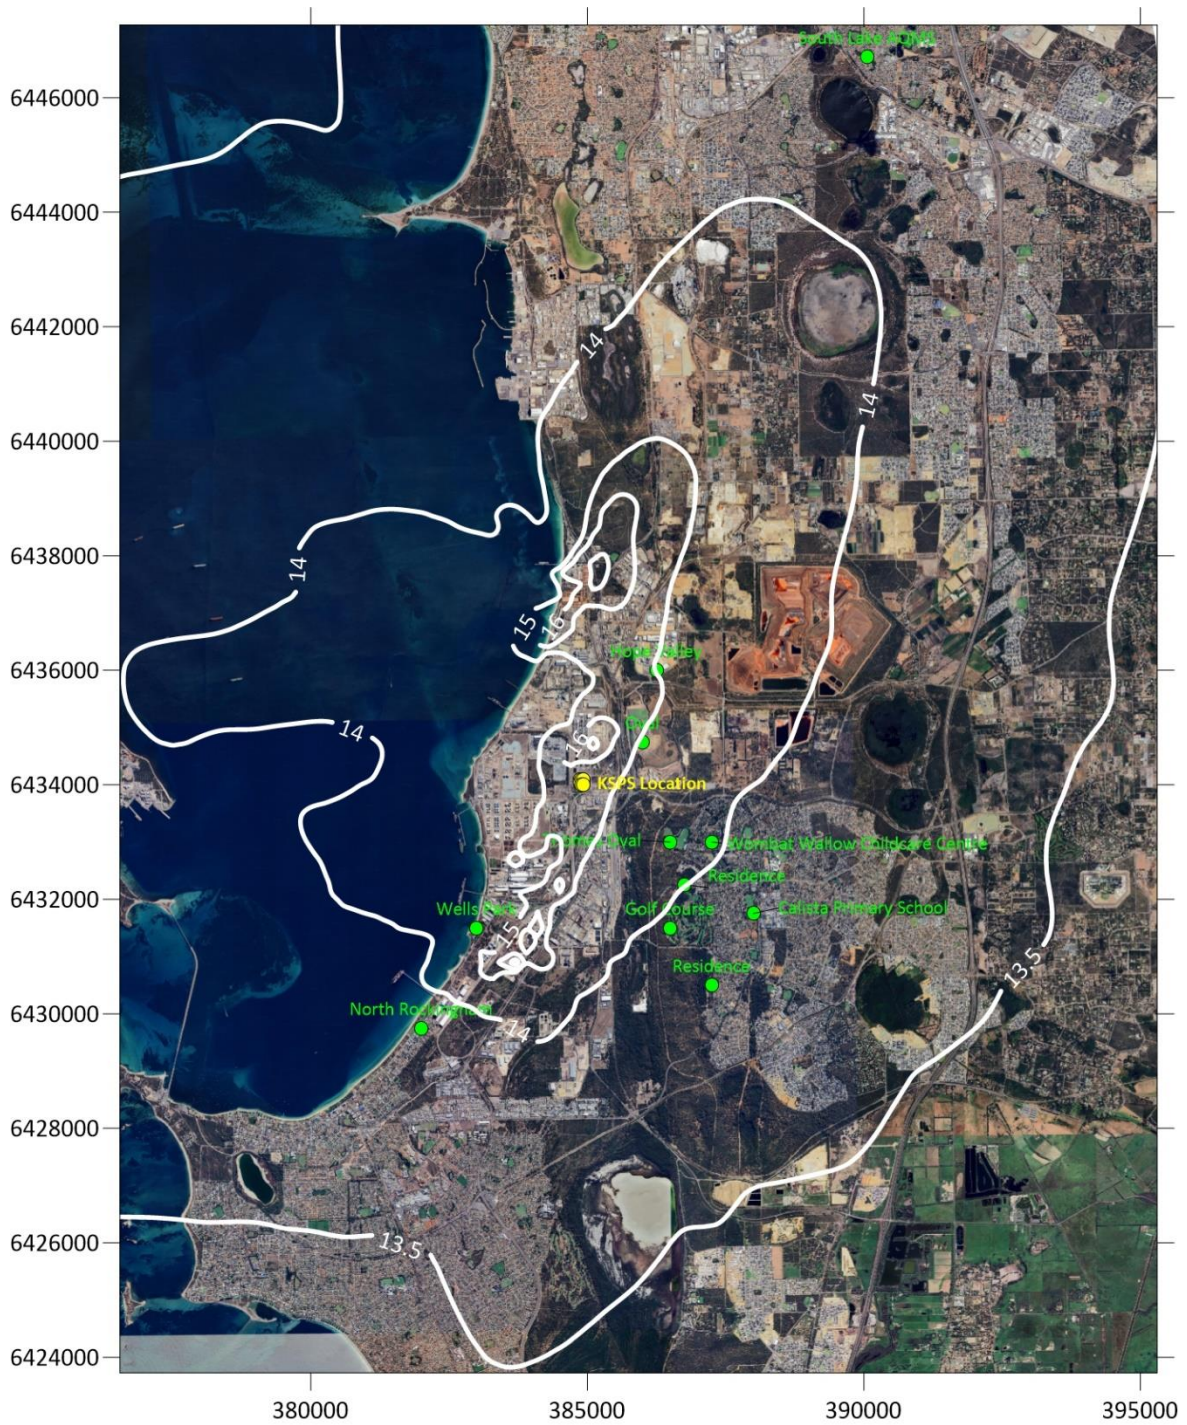 South Lake AQMS
6446000
6444000
6442000
14
14
6440000
6438000
14
15
16
6436000
Hope Valley
14
Oval
16
6434000
KSPS Location
Wombat Wallow Childcare Centre
Residence
6432000
Wells Park
Golf Course
Calista Primary School
15
Residence
13.5
6430000
North Rockingham
14
6428000
6426000
13.5
6424000
380000
385000
390000
395000